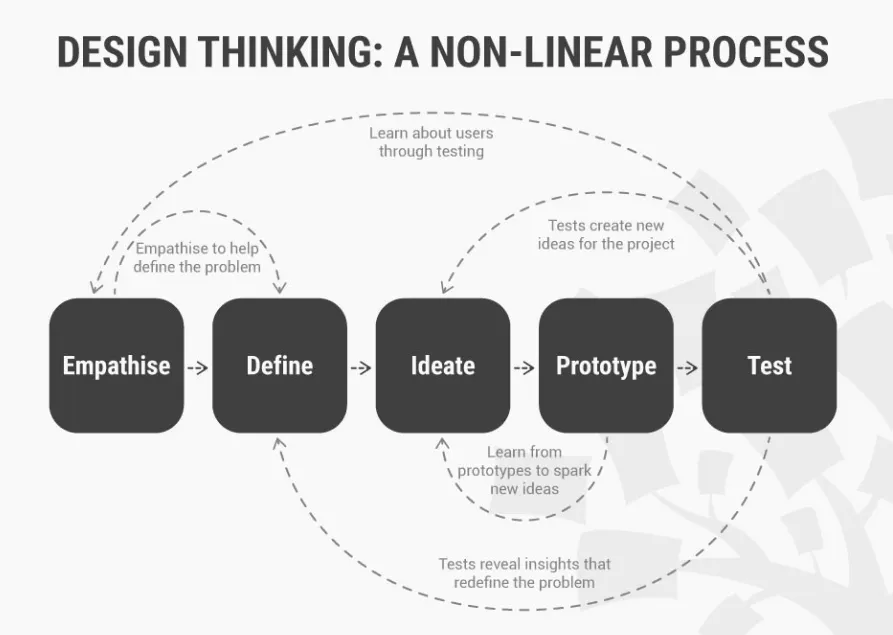 DESIGN THINKING: A NON-LINEAR PROCESS
Learn about users
through testing
Tests create new
ideas for the project
Empathise to help
define the problem
Empathise
Define
Ideate
Prototype
Test
Learn from
prototypes to spark
new ideas
Tests reveal insights that
redefine the problem